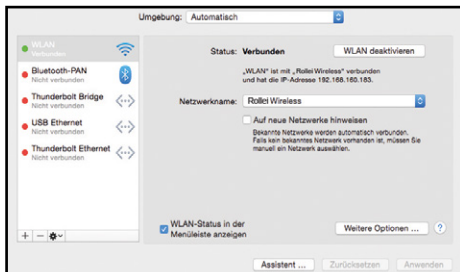 Umgebung: Automatisch
WLAN
Verbunden
Bluetooth-PAN
Nicht verbunden
Thunderbolt Bridge
Nicht verbunden
USB Ethernet
Nicht verbunden
Thunderbolt Ethernet
Nicht verbunden
Status: Verbunden
WLAN deaktivieren
„WLAN" ist mit „Rollei Wireless" verbunden
und hat die IP-Adresse 192.168.160.183.
Netzwerkname: Rollei Wireless
Auf neue Netzwerke hinweisen
Bekannte Netzwerke werden automatisch verbunden.
Falls kein bekanntes Netzwerk vorhanden ist, müssen Sie
manuell ein Netzwerk auswählen.
WLAN-Status in der
Menüleiste anzeigen
Weitere Optionen ... ?
Assistent ... Zurücksetzen Anwenden